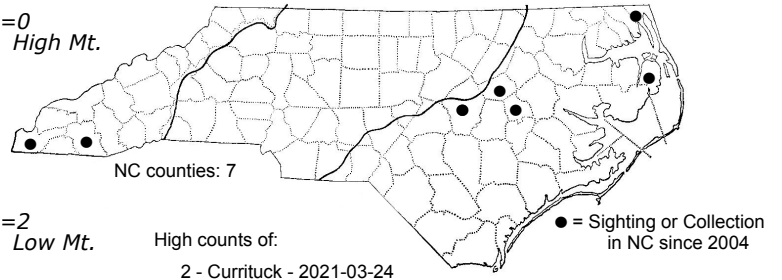 =0
High Mt.
NC counties: 7
=2
Low Mt.
High counts of:
2 - Currituck - 2021-03-24
● = Sighting or Collection
in NC since 2004